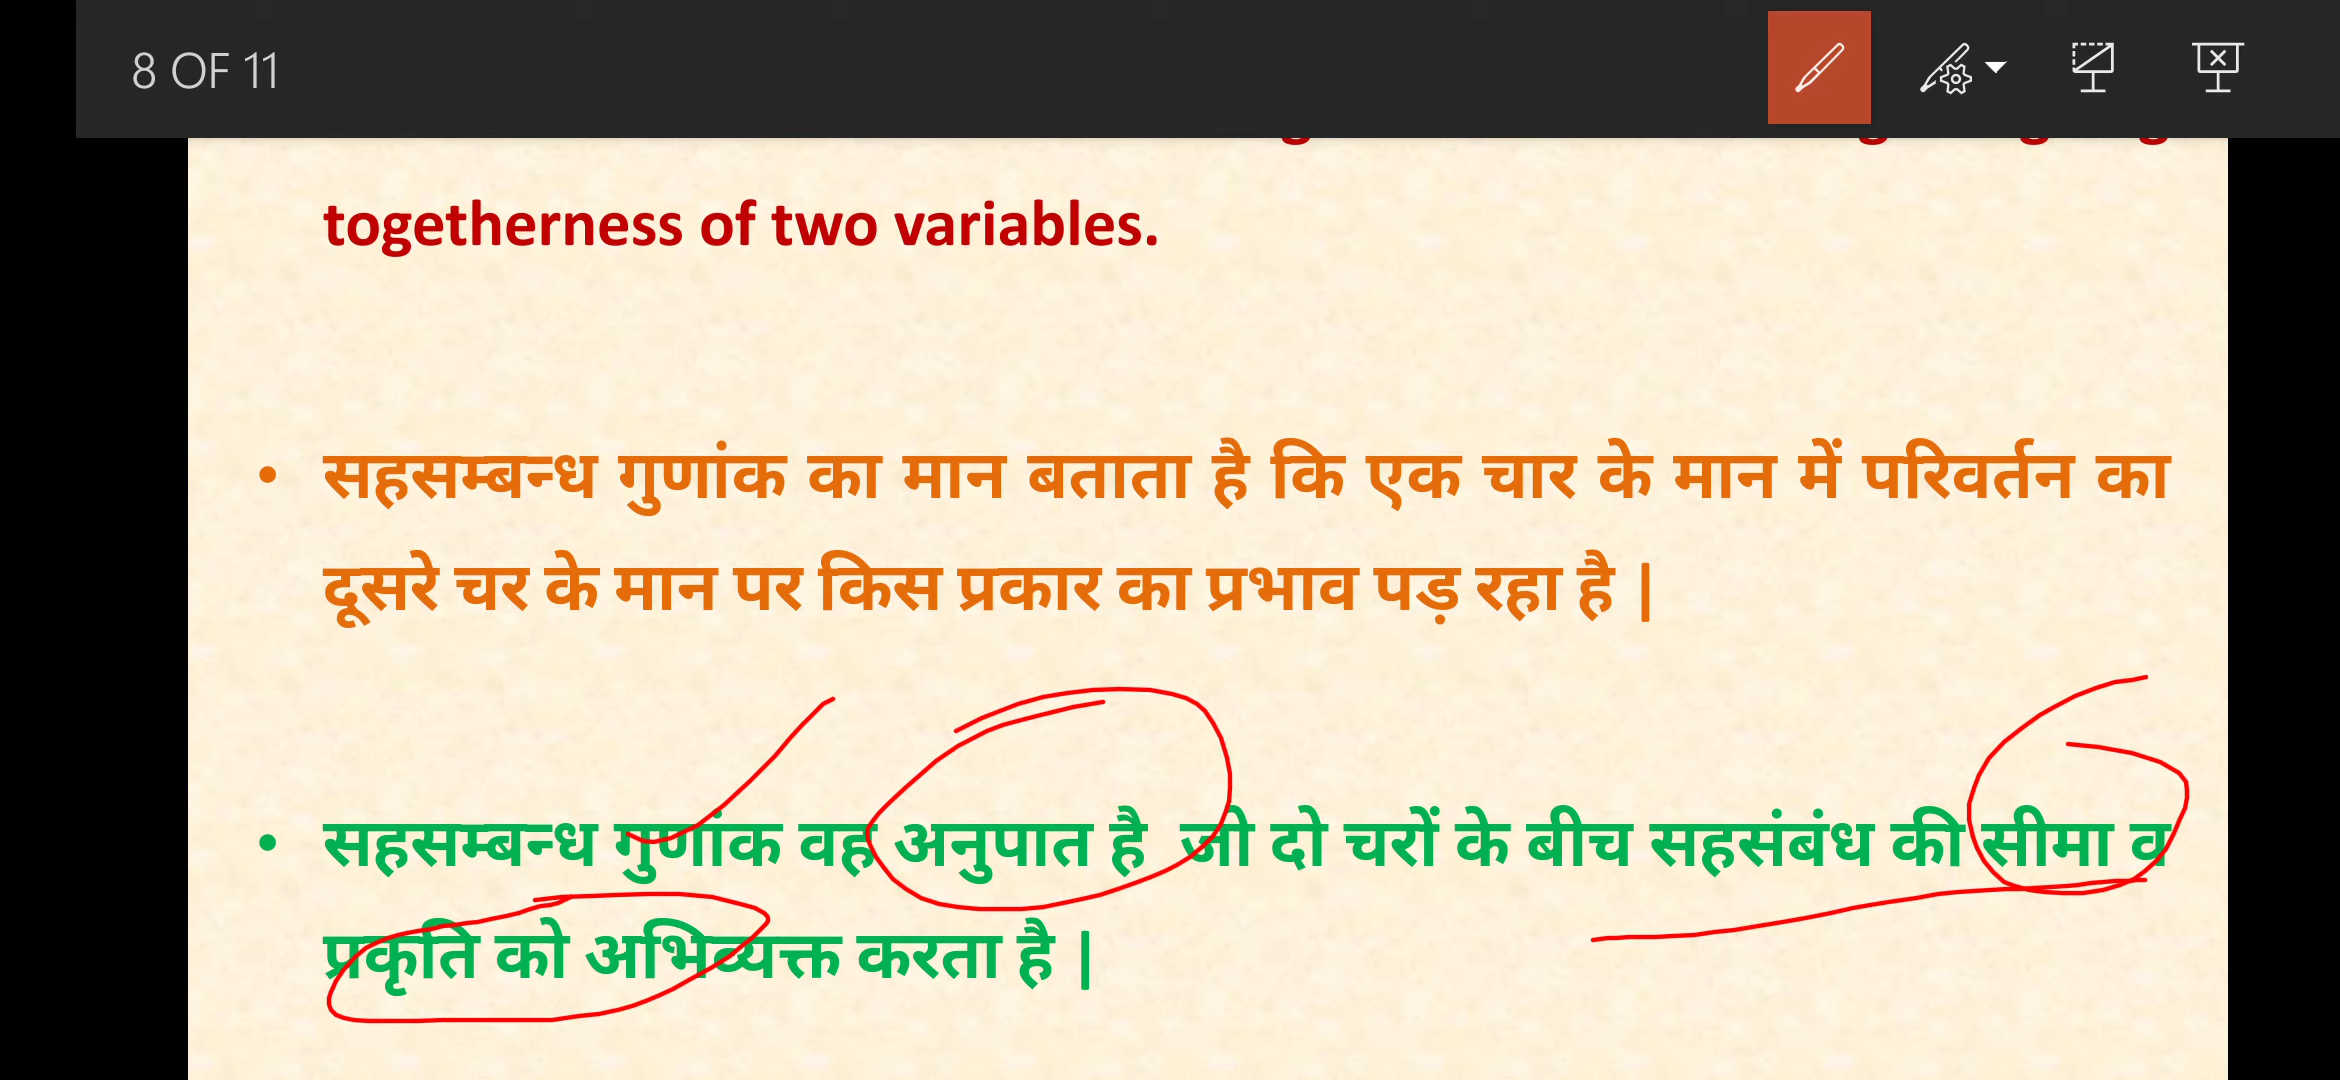 8 OF 11
togetherness of two variables.
• सहसम्बन्ध गुणांक का मान बताता है कि एक चार के मान में परिवर्तन का
दूसरे चर के मान पर किस प्रकार का प्रभाव पड़ रहा है |
• सहसम्बन्ध गुणांक वह अनुपात है जो दो चरों के बीच सहसंबंध की सीमा व
प्रकृति को अभिव्यक्त करता है |